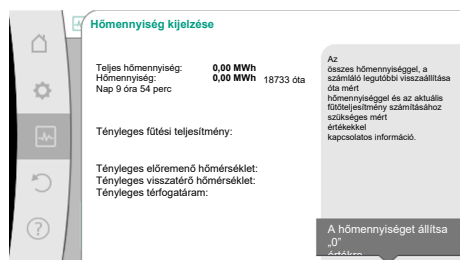 Hőmennyiség kijelzése
Teljes hőmennyiség: 0,00 MWh
Hőmennyiség: 0,00 MWh 18733 óta
Nap 9 óra 54 perc
Tényleges fűtési teljesítmény:
Tényleges előremenő hőmérséklet:
Tényleges visszatérő hőmérséklet:
Tényleges térfogatáram:
Az
összes hőmennyiséggel, a
számláló legutóbbi visszaállítása
óta mért
hőmennyiséggel és az aktuális
fűtőteljesítmény számításához
szükséges mért
értékekkel
kapcsolatos információ.
A hőmennyiséget állítsa
„0”
értékre